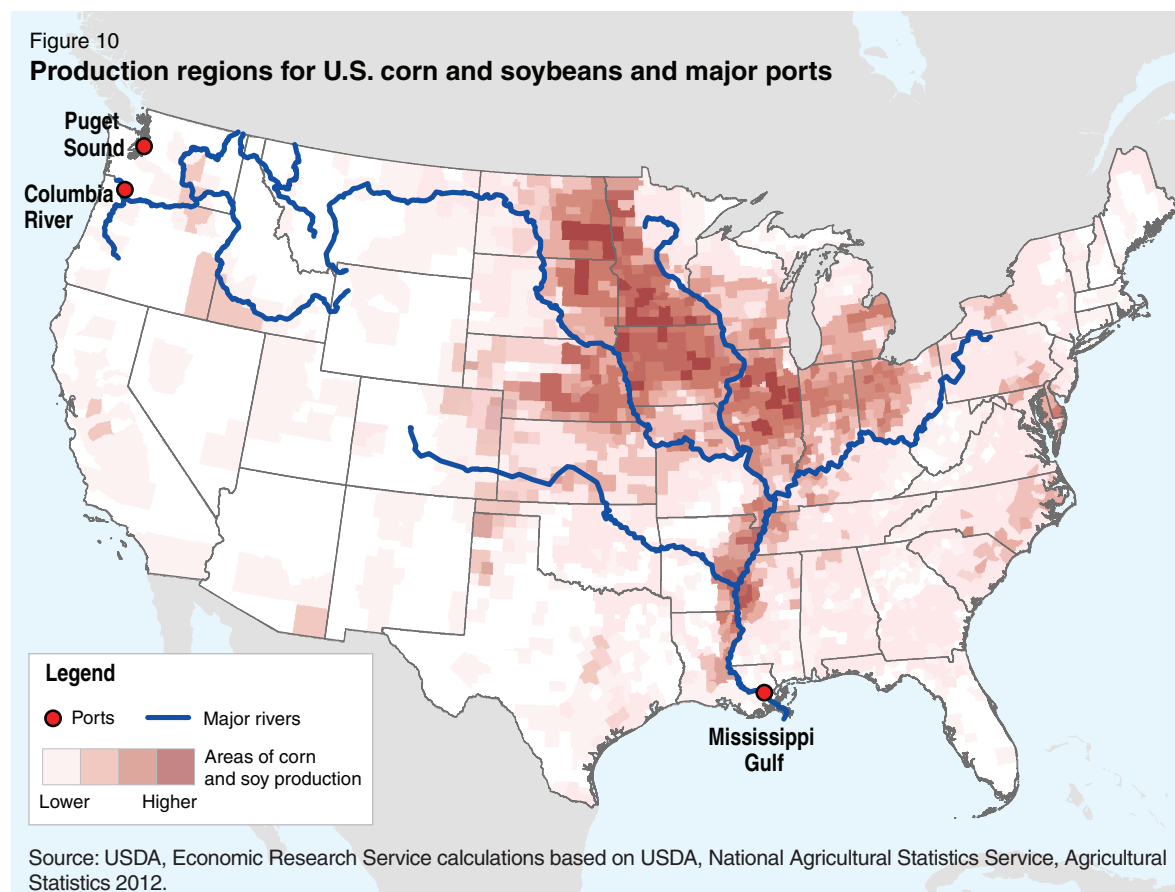 Figure 10
Production regions for U.S. corn and soybeans and major ports
Puget
Sound
Columbia
River
Mississippi
Gulf
Legend
Ports
Major rivers
Areas of corn
and soy production
Lower
Higher
Source: USDA, Economic Research Service calculations based on USDA, National Agricultural Statistics Service, Agricultural
Statistics 2012.